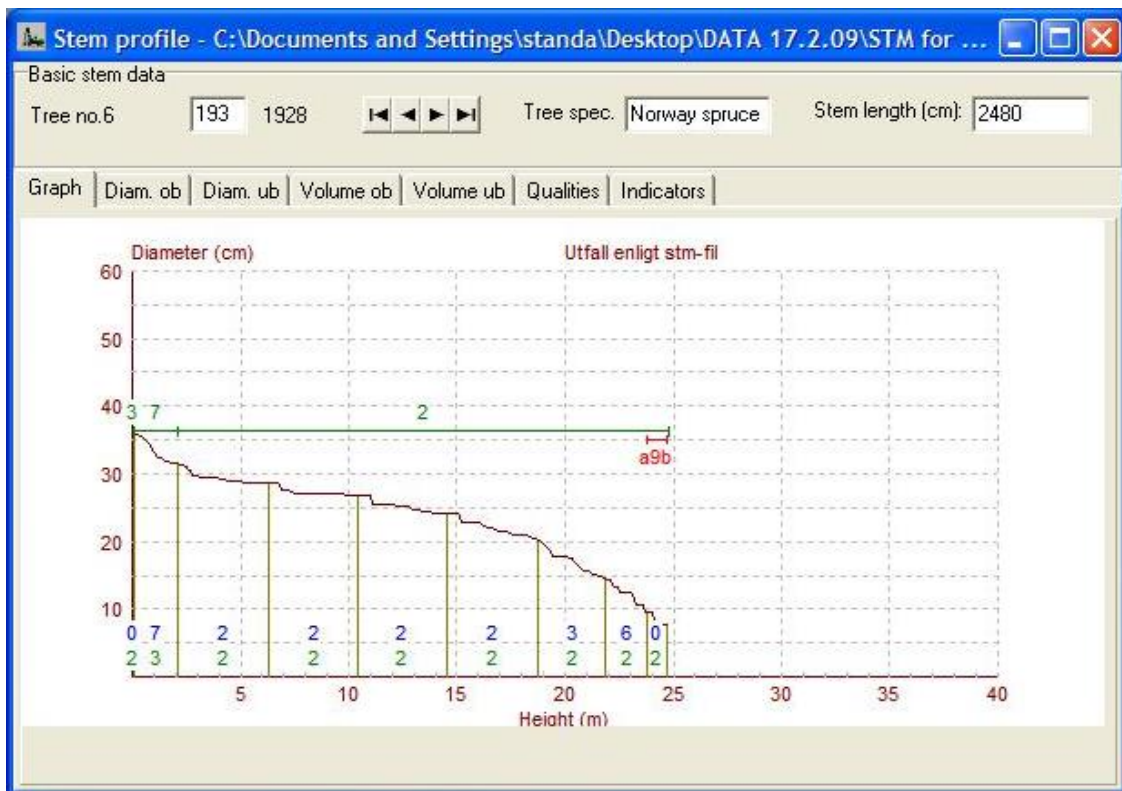 Stem profile - C:\Documents and Settings\standa\Desktop\DATA 17.2.09\STM for ...
Basic stem data
Tree no.6 193 1928 Tree spec. Norway spruce Stem length (cm): 2480
Graph Diam. ob Diam. ub Volume ob Volume ub Qualities Indicators
Diameter (cm) Utfall enligt stm-fil
60
50
40 3 7 2
a9b
30
20
10
0 7 2 2 2 2 3 6 0
2 3 2 2 2 2 2 2 2
5 10 15 20 25 30 35 40
Height (m)